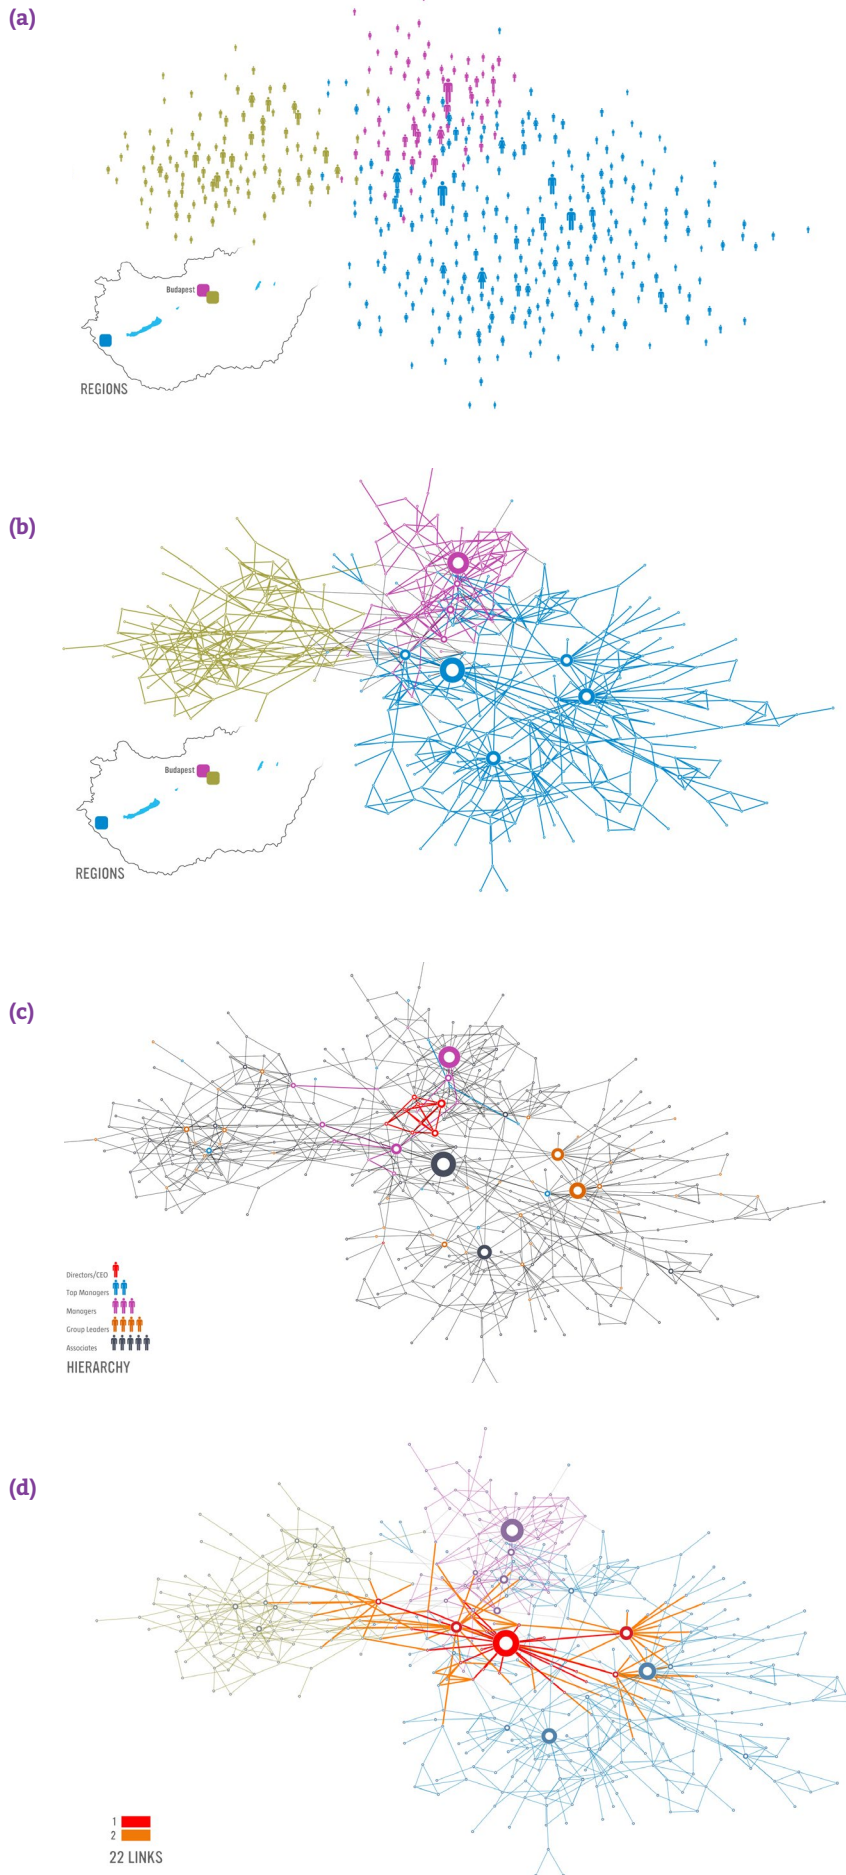 (a)
Budapest
REGIONS
(b)
Budapest
REGIONS
(c)
Directors/CEO
Top Managers
Managers
Group Leaders
Associates
HIERARCHY
(d)
1
2
22 LINKS